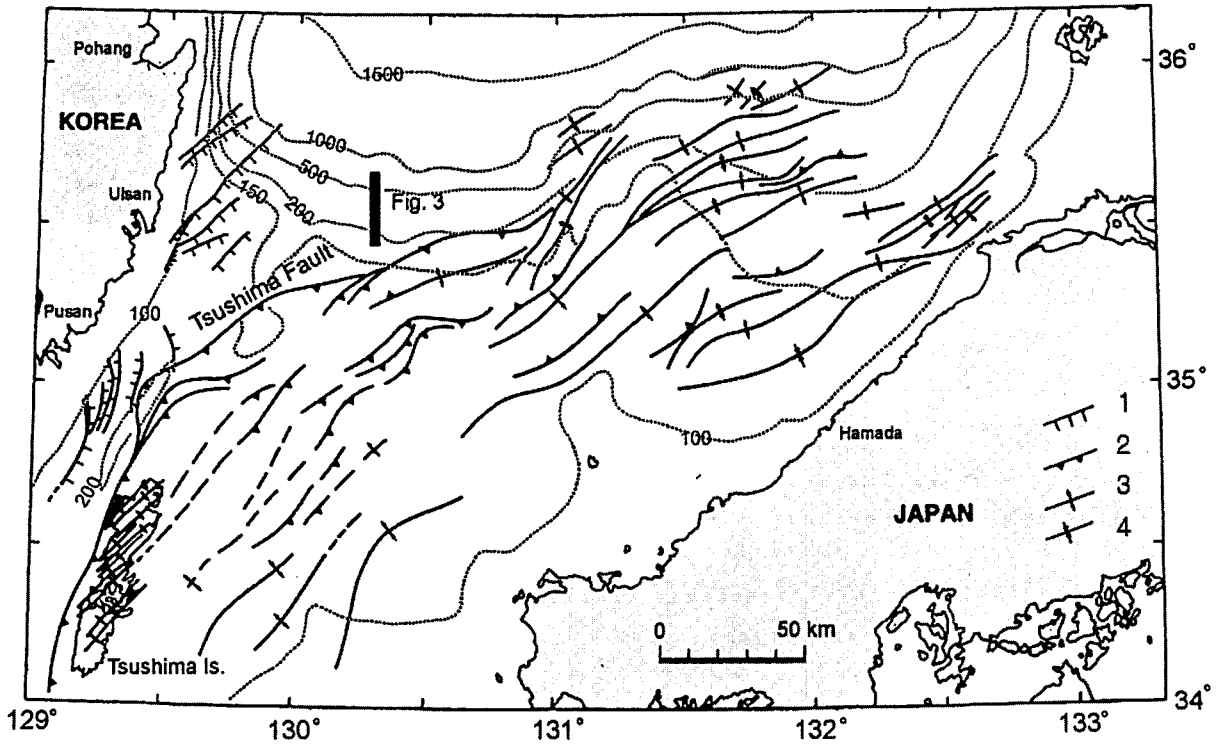 Pohang
36°
1500
KOREA
1000
500
Ulsan
150
200
Fig. 3
Tsushima Fault
Pusan
100
35°
1
100
Hamada
2
200
3
JAPAN
4
0 50 km
Tsushima Is.
34°
129° 130° 131° 132° 133°